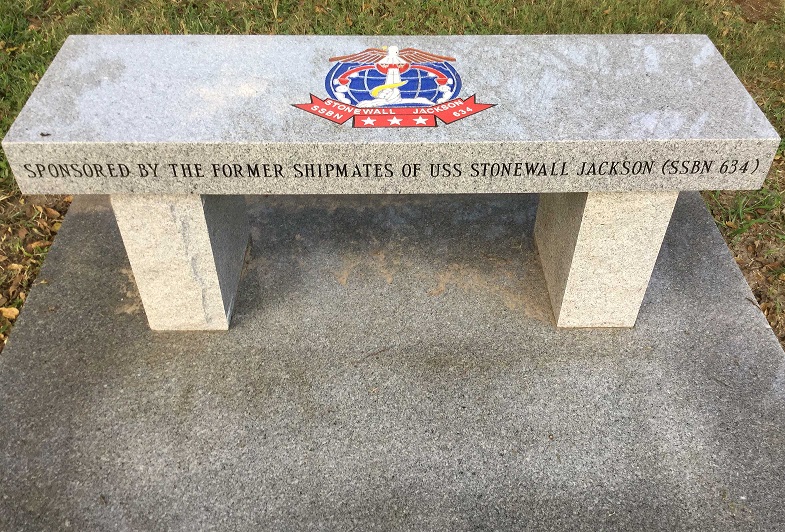 STONEWALL JACKSON
SSBN 634
SPONSORED BY THE FORMER SHIPMATES OF USS STONEWALL JACKSON (SSBN 634)